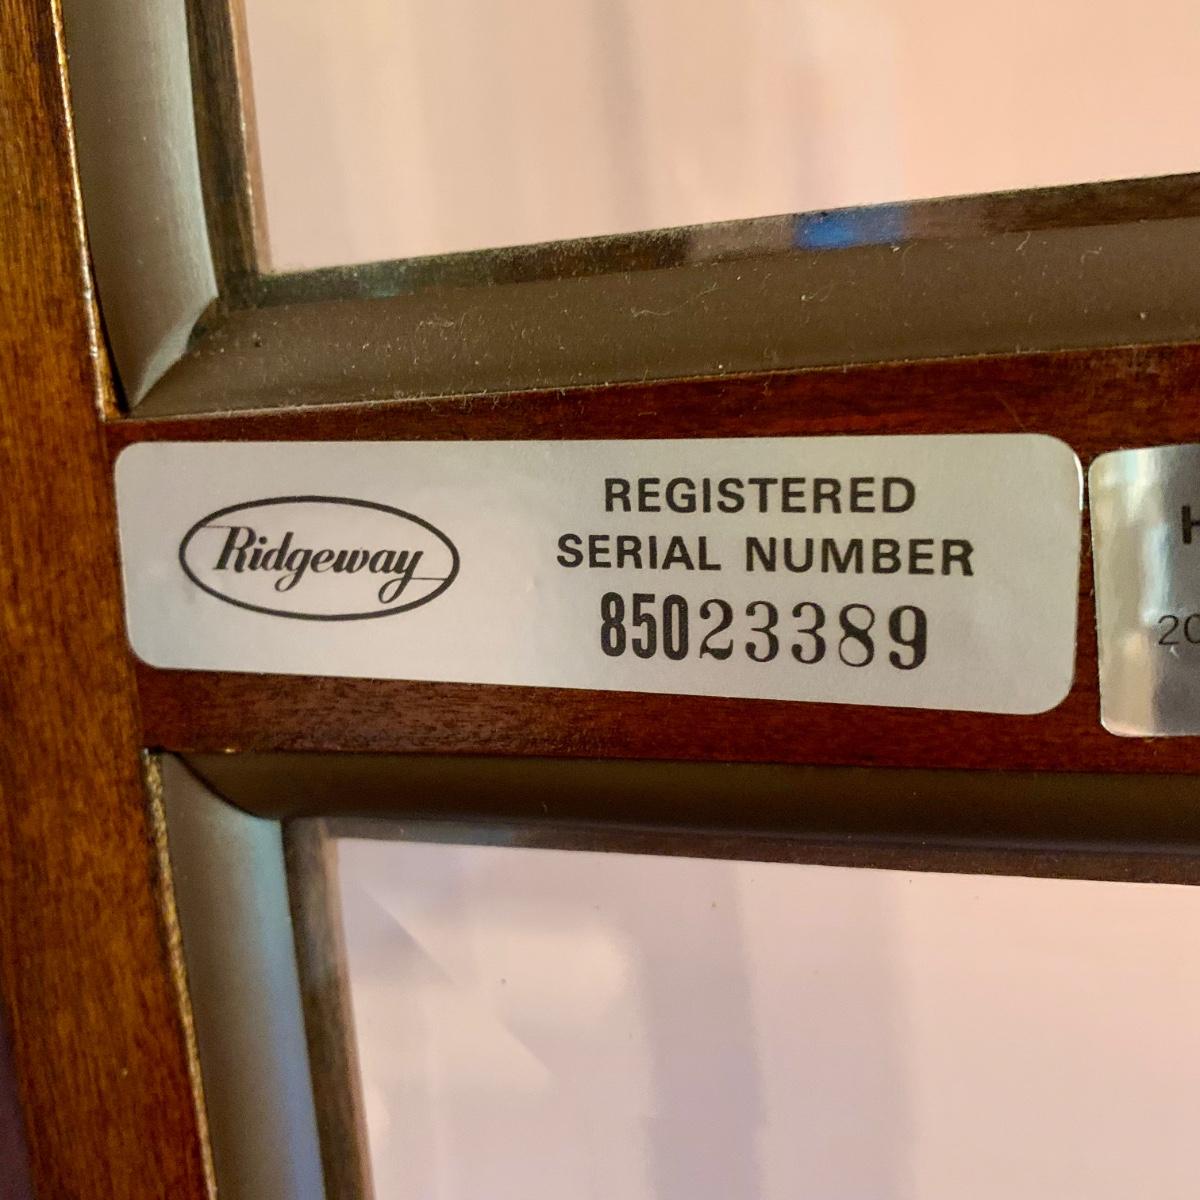 Ridgeway
REGISTERED
SERIAL NUMBER
85023389